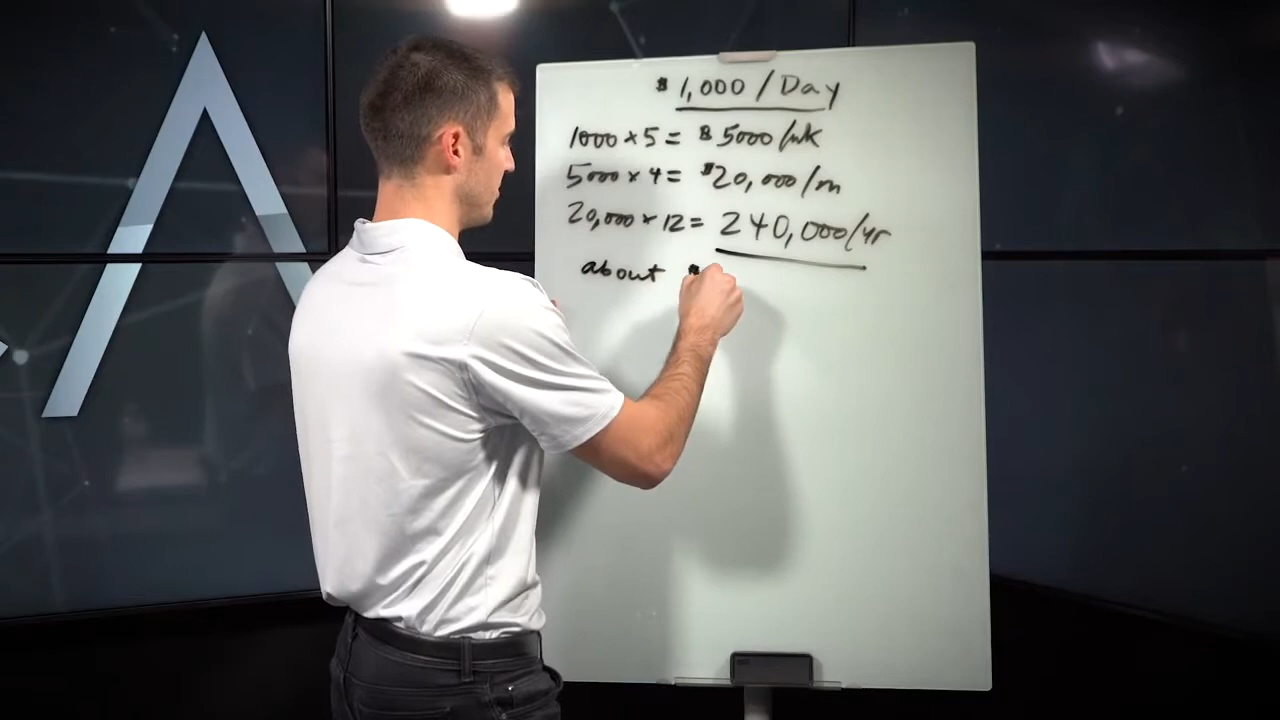 $1,000/Day
1000 x 5 = $5000/wk
5000 x 4 = $20,000/m
20,000 x 12 = 240,000/yr
about $